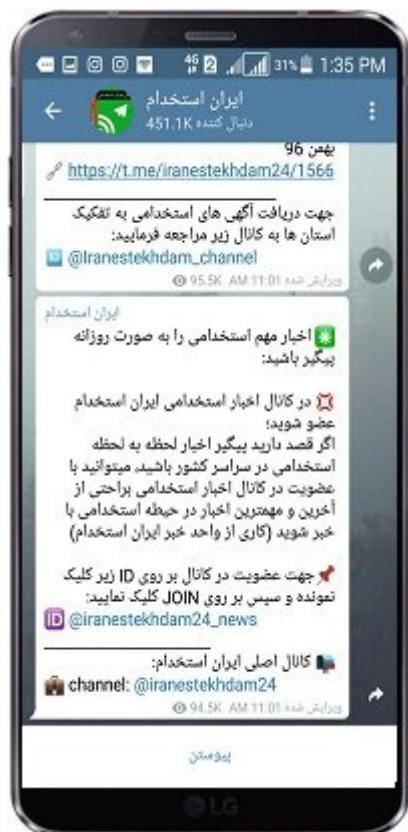 46
2
31% 1:35 PM
ایران استخدام
451.1K دنبال کننده
بهمن 96
https://t.me/iranestekhdam24/1566
جهت دریافت آگهی های استخدامی به تفکیک
استان ها به کانال زیر مراجعه فرمایید:
🆔 @Iranestekhdam_channel
95.5K ویرایش شده 11:01 AM
ایران استخدام
✳️ اخبار مهم استخدامی را به صورت روزانه
پیگیر باشید:
💢 در کانال اخبار استخدامی ایران استخدام
عضو شوید؛
اگر قصد دارید پیگیر اخبار لحظه به لحظه
استخدامی در سراسر کشور باشید، میتوانید با
عضویت در کانال اخبار استخدامی براحتی از
آخرین و مهمترین اخبار در حیطه استخدامی با
خبر شوید (کاری از واحد خبر ایران استخدام)
📌 جهت عضویت در کانال بر روی ID زیر کلیک
نمونده و سپس بر روی JOIN کلیک نمایید:
🆔 @iranestekhdam24_news
📭 کانال اصلی ایران استخدام:
💼 channel: @iranestekhdam24
94.5K ویرایش شده 11:01 AM
پیوستن
LG